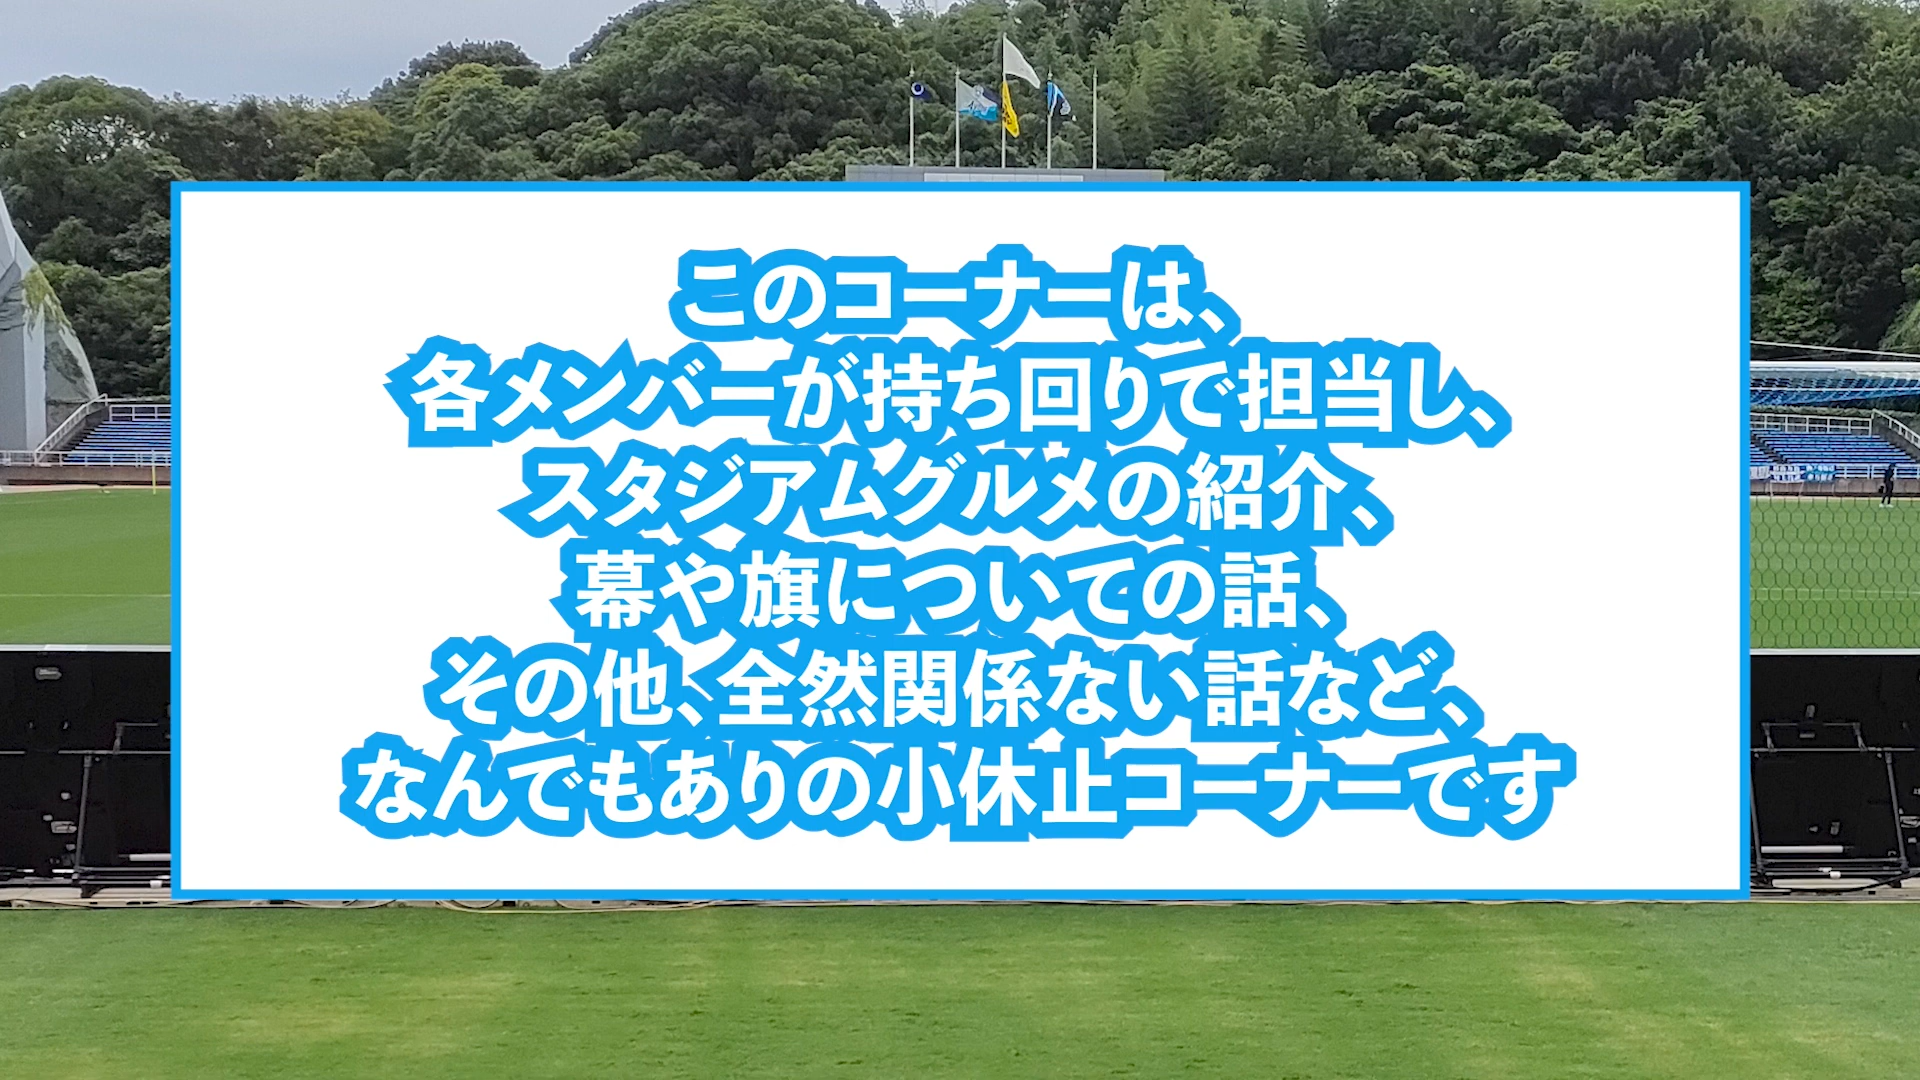 このコーナーは、
各メンバーが持ち回りで担当し、
スタジアムグルメの紹介、
幕や旗についての話、
その他、全然関係ない話など、
なんでもありの小休止コーナーです